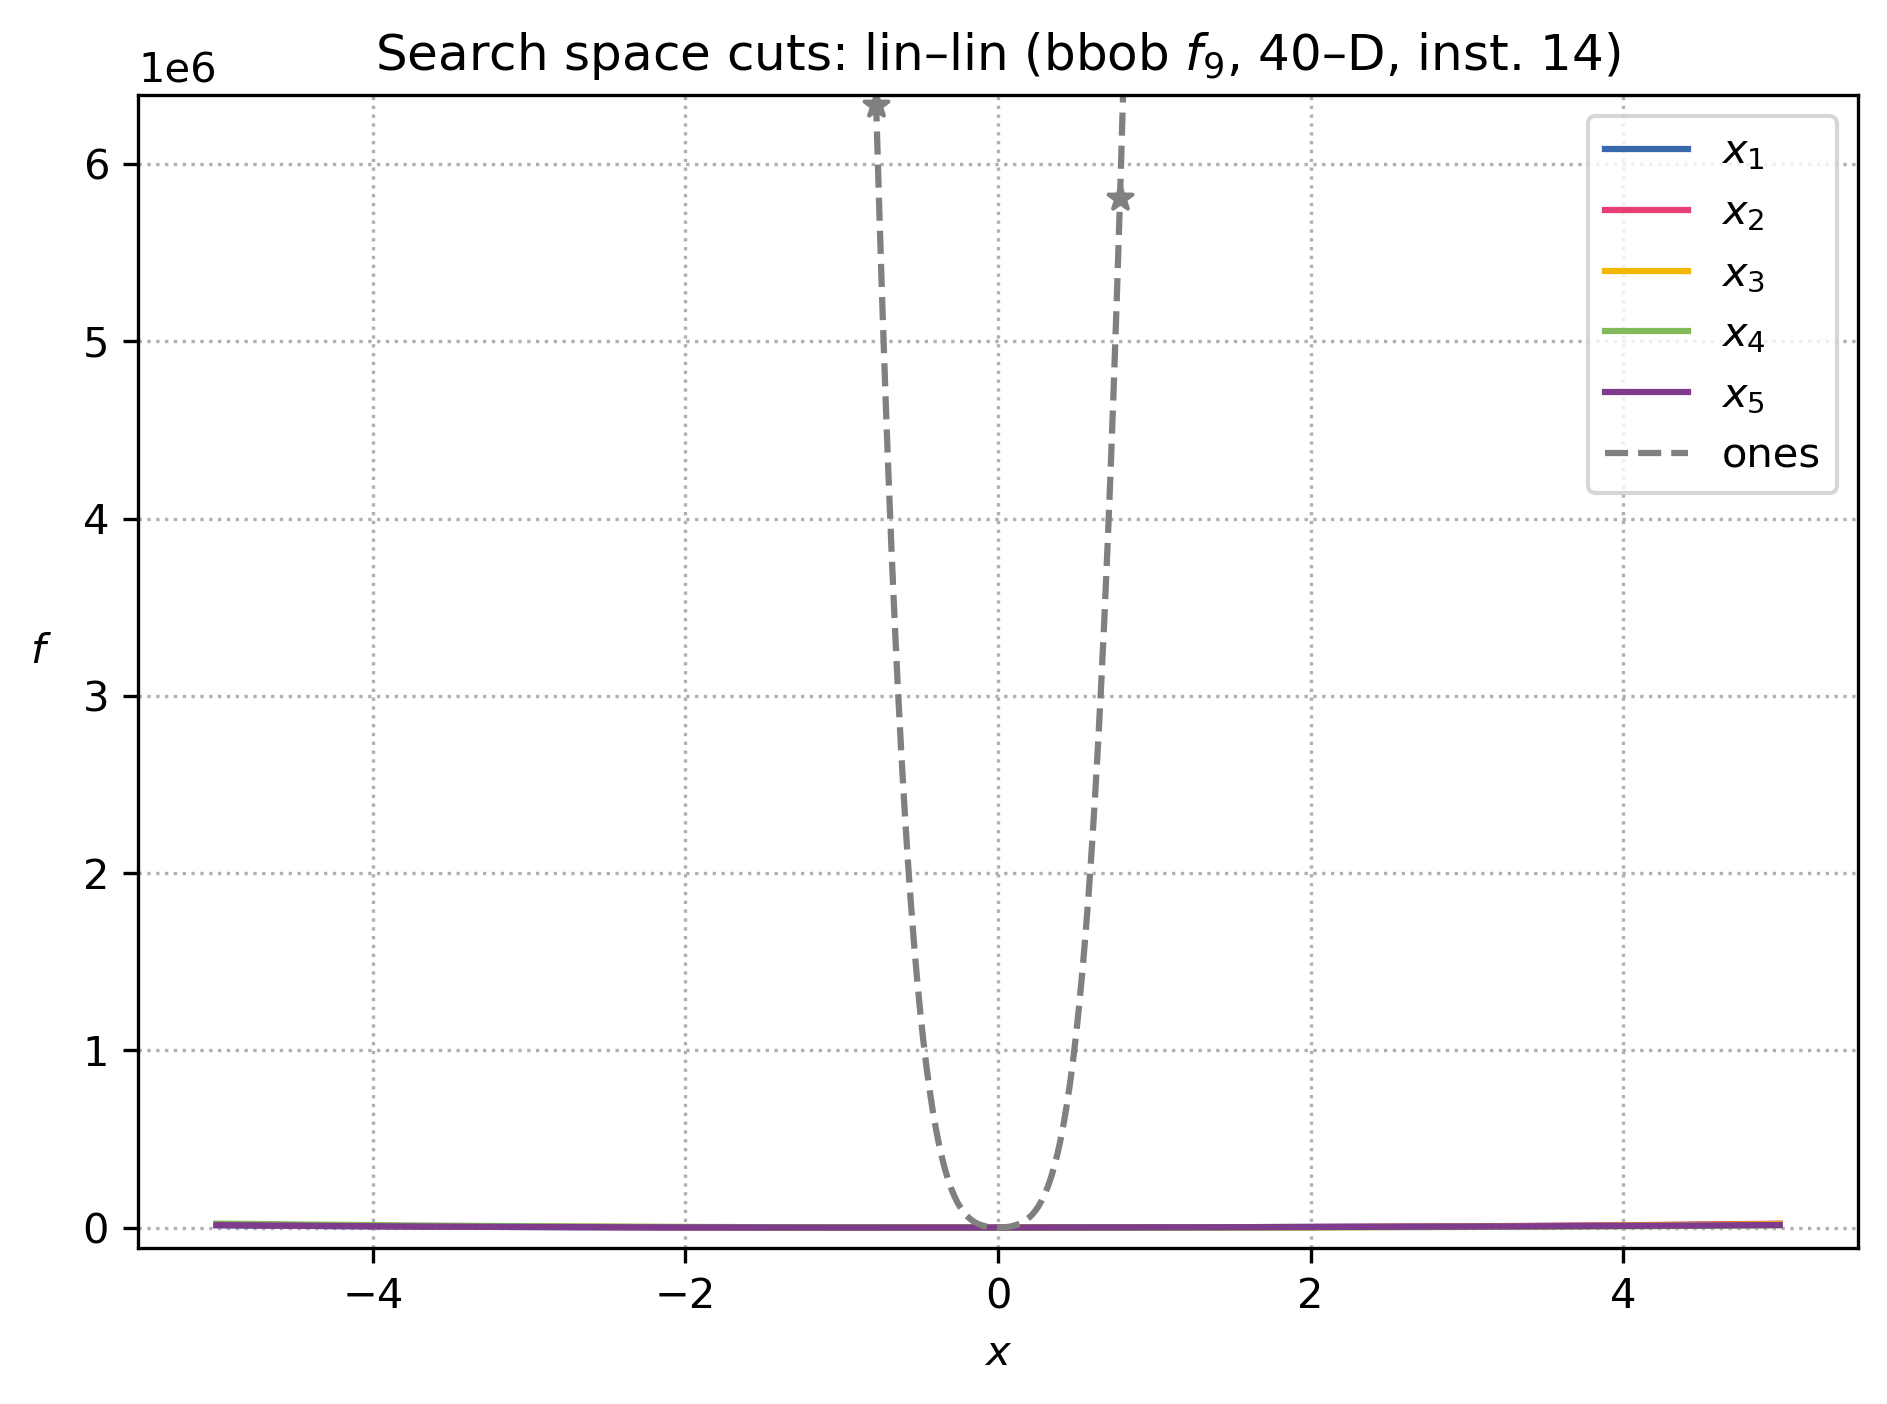 Search space cuts: lin–lin (bbob f₉, 40–D, inst. 14)
1e6
6
5
4
3
2
1
0
f
−4
−2
0
2
4
x
x₁
x₂
x₃
x₄
x₅
ones